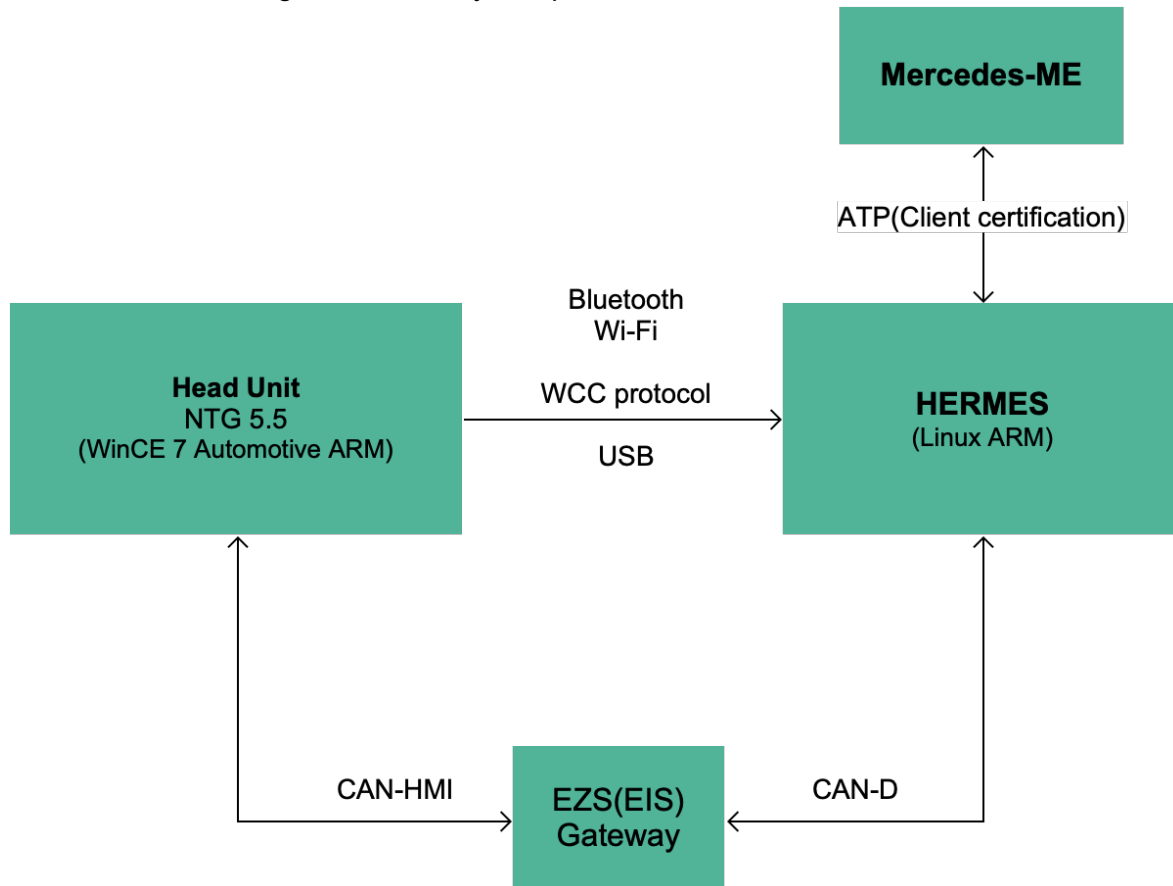 Mercedes-ME
ATP(Client certification)
Bluetooth
Wi-Fi
WCC protocol
USB
Head Unit
NTG 5.5
(WinCE 7 Automotive ARM)
HERMES
(Linux ARM)
CAN-HMI
EZS(EIS)
Gateway
CAN-D